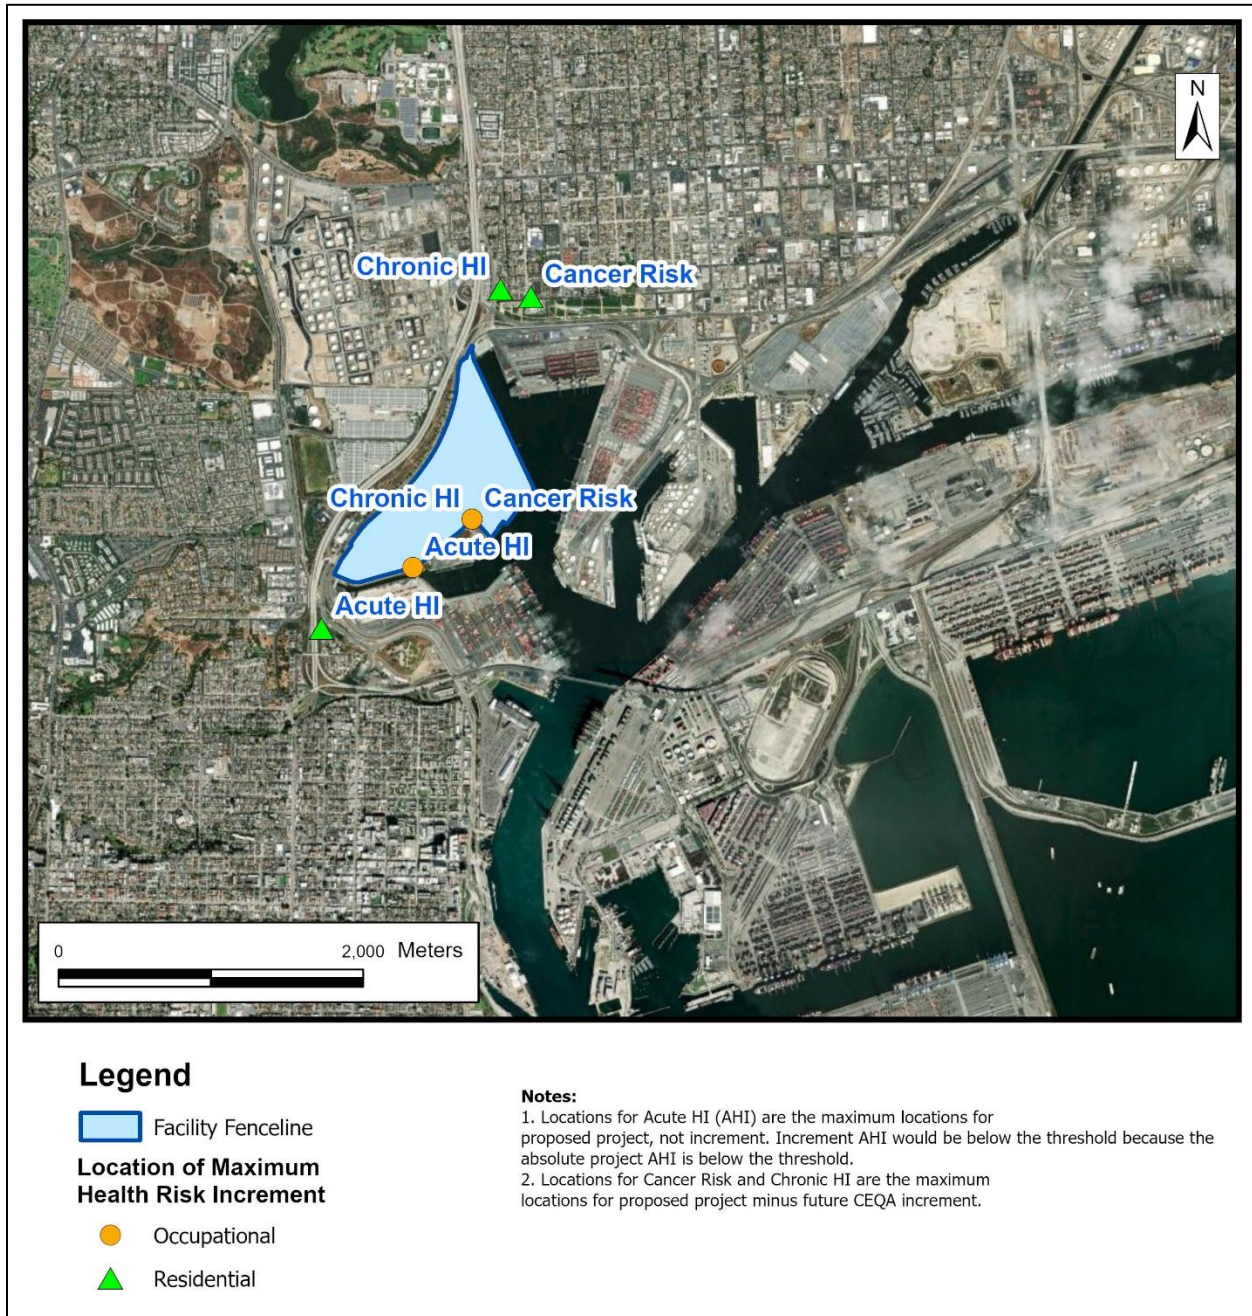 N
Chronic HI
Cancer Risk
Chronic HI
Cancer Risk
Acute HI
Acute HI
0
2,000 Meters
Legend
Facility Fenceline
Location of Maximum
Health Risk Increment
Occupational
Residential
Notes:
1. Locations for Acute HI (AHI) are the maximum locations for
proposed project, not increment. Increment AHI would be below the threshold because the
absolute project AHI is below the threshold.
2. Locations for Cancer Risk and Chronic HI are the maximum
locations for proposed project minus future CEQA increment.